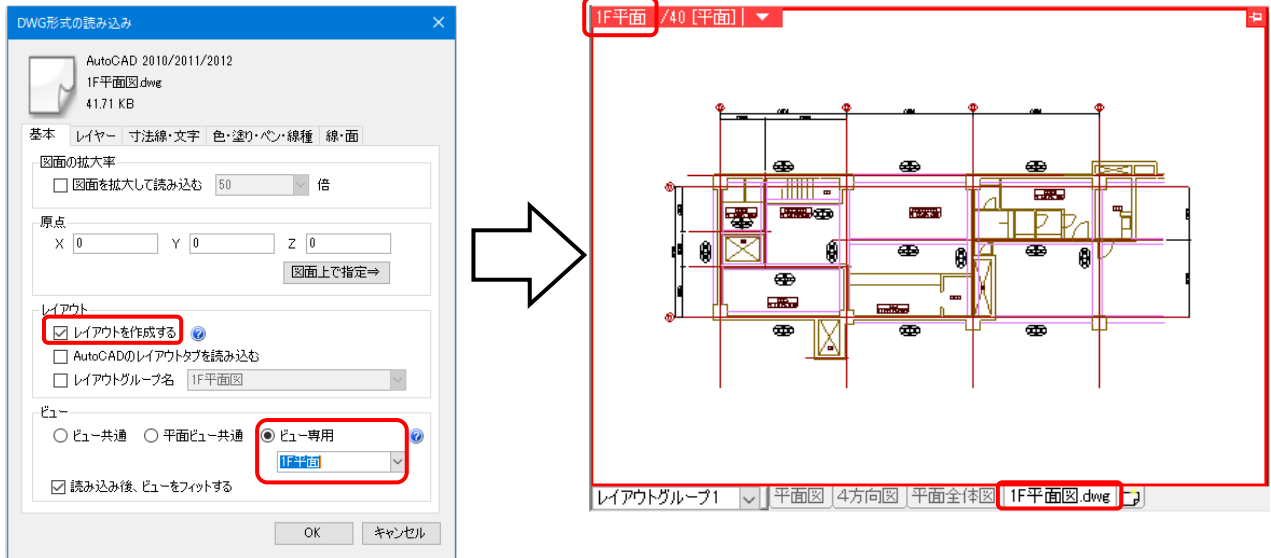 DWG形式の読み込み
AutoCAD 2010/2011/2012
1F平面図.dwg
41.71 KB
基本 レイヤー 寸法線・文字 色・塗り・ペン・線種 線・面
図面の拡大率
図面を拡大して読み込む 50 倍
原点
X 0 Y 0 Z 0
図面上で指定⇒
レイアウト
レイアウトを作成する
AutoCADのレイアウトタブを読み込む
レイアウトグループ名 1F平面図
ビュー
ビュー共通 平面ビュー共通 ビュー専用
1F平面
読み込み後、ビューをフィットする
OK キャンセル
1F平面 /40 [平面]
レイアウトグループ1 平面図 4方向図 平面全体図 1F平面図.dwg